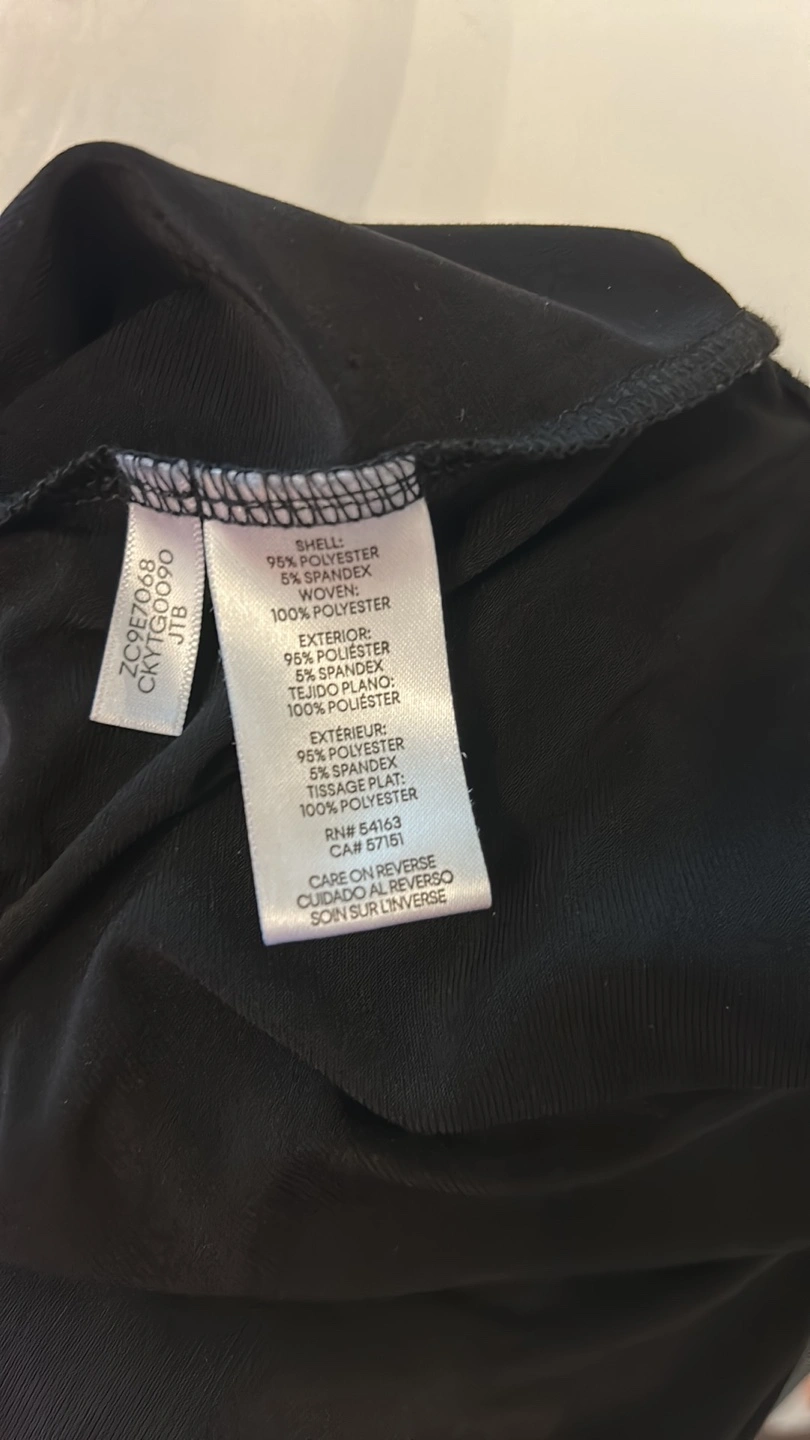 ZC9E7068
CKYTG0090
JTB
SHELL:
95% POLYESTER
5% SPANDEX
WOVEN:
100% POLYESTER
EXTERIOR:
95% POLIÉSTER
5% SPANDEX
TEJIDO PLANO:
100% POLIÉSTER
EXTÉRIEUR:
95% POLYESTER
5% SPANDEX
TISSAGE PLAT:
100% POLYESTER
RN# 54163
CA# 57151
CARE ON REVERSE
CUIDADO AL REVERSO
SOIN SUR L'INVERSE